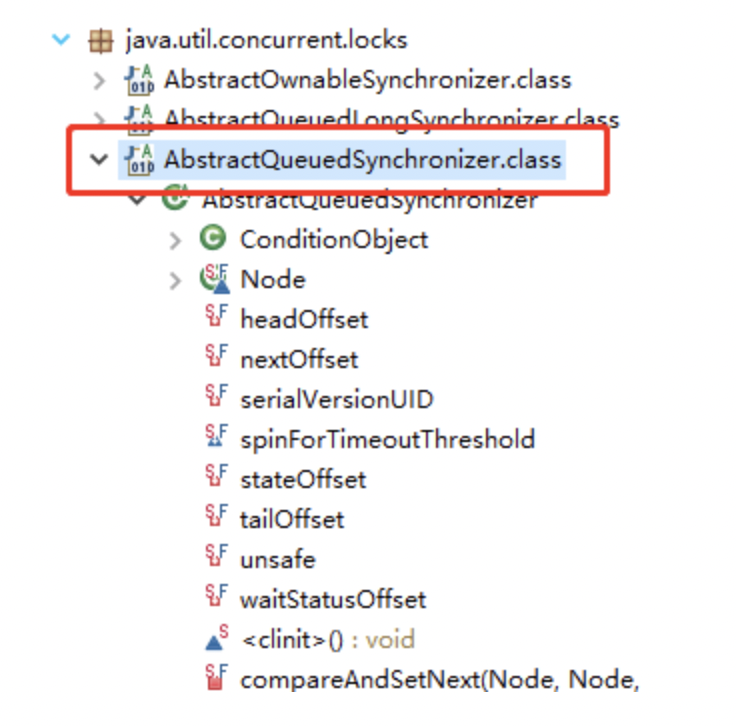 java.util.concurrent.locks
AbstractOwnableSynchronizer.class
AbstractQueuedLongSynchronizer.class
AbstractQueuedSynchronizer.class
AbstractQueuedSynchronizer
ConditionObject
Node
headOffset
nextOffset
serialVersionUID
spinForTimeoutThreshold
stateOffset
tailOffset
unsafe
waitStatusOffset
<clinit>() : void
compareAndSetNext(Node, Node,